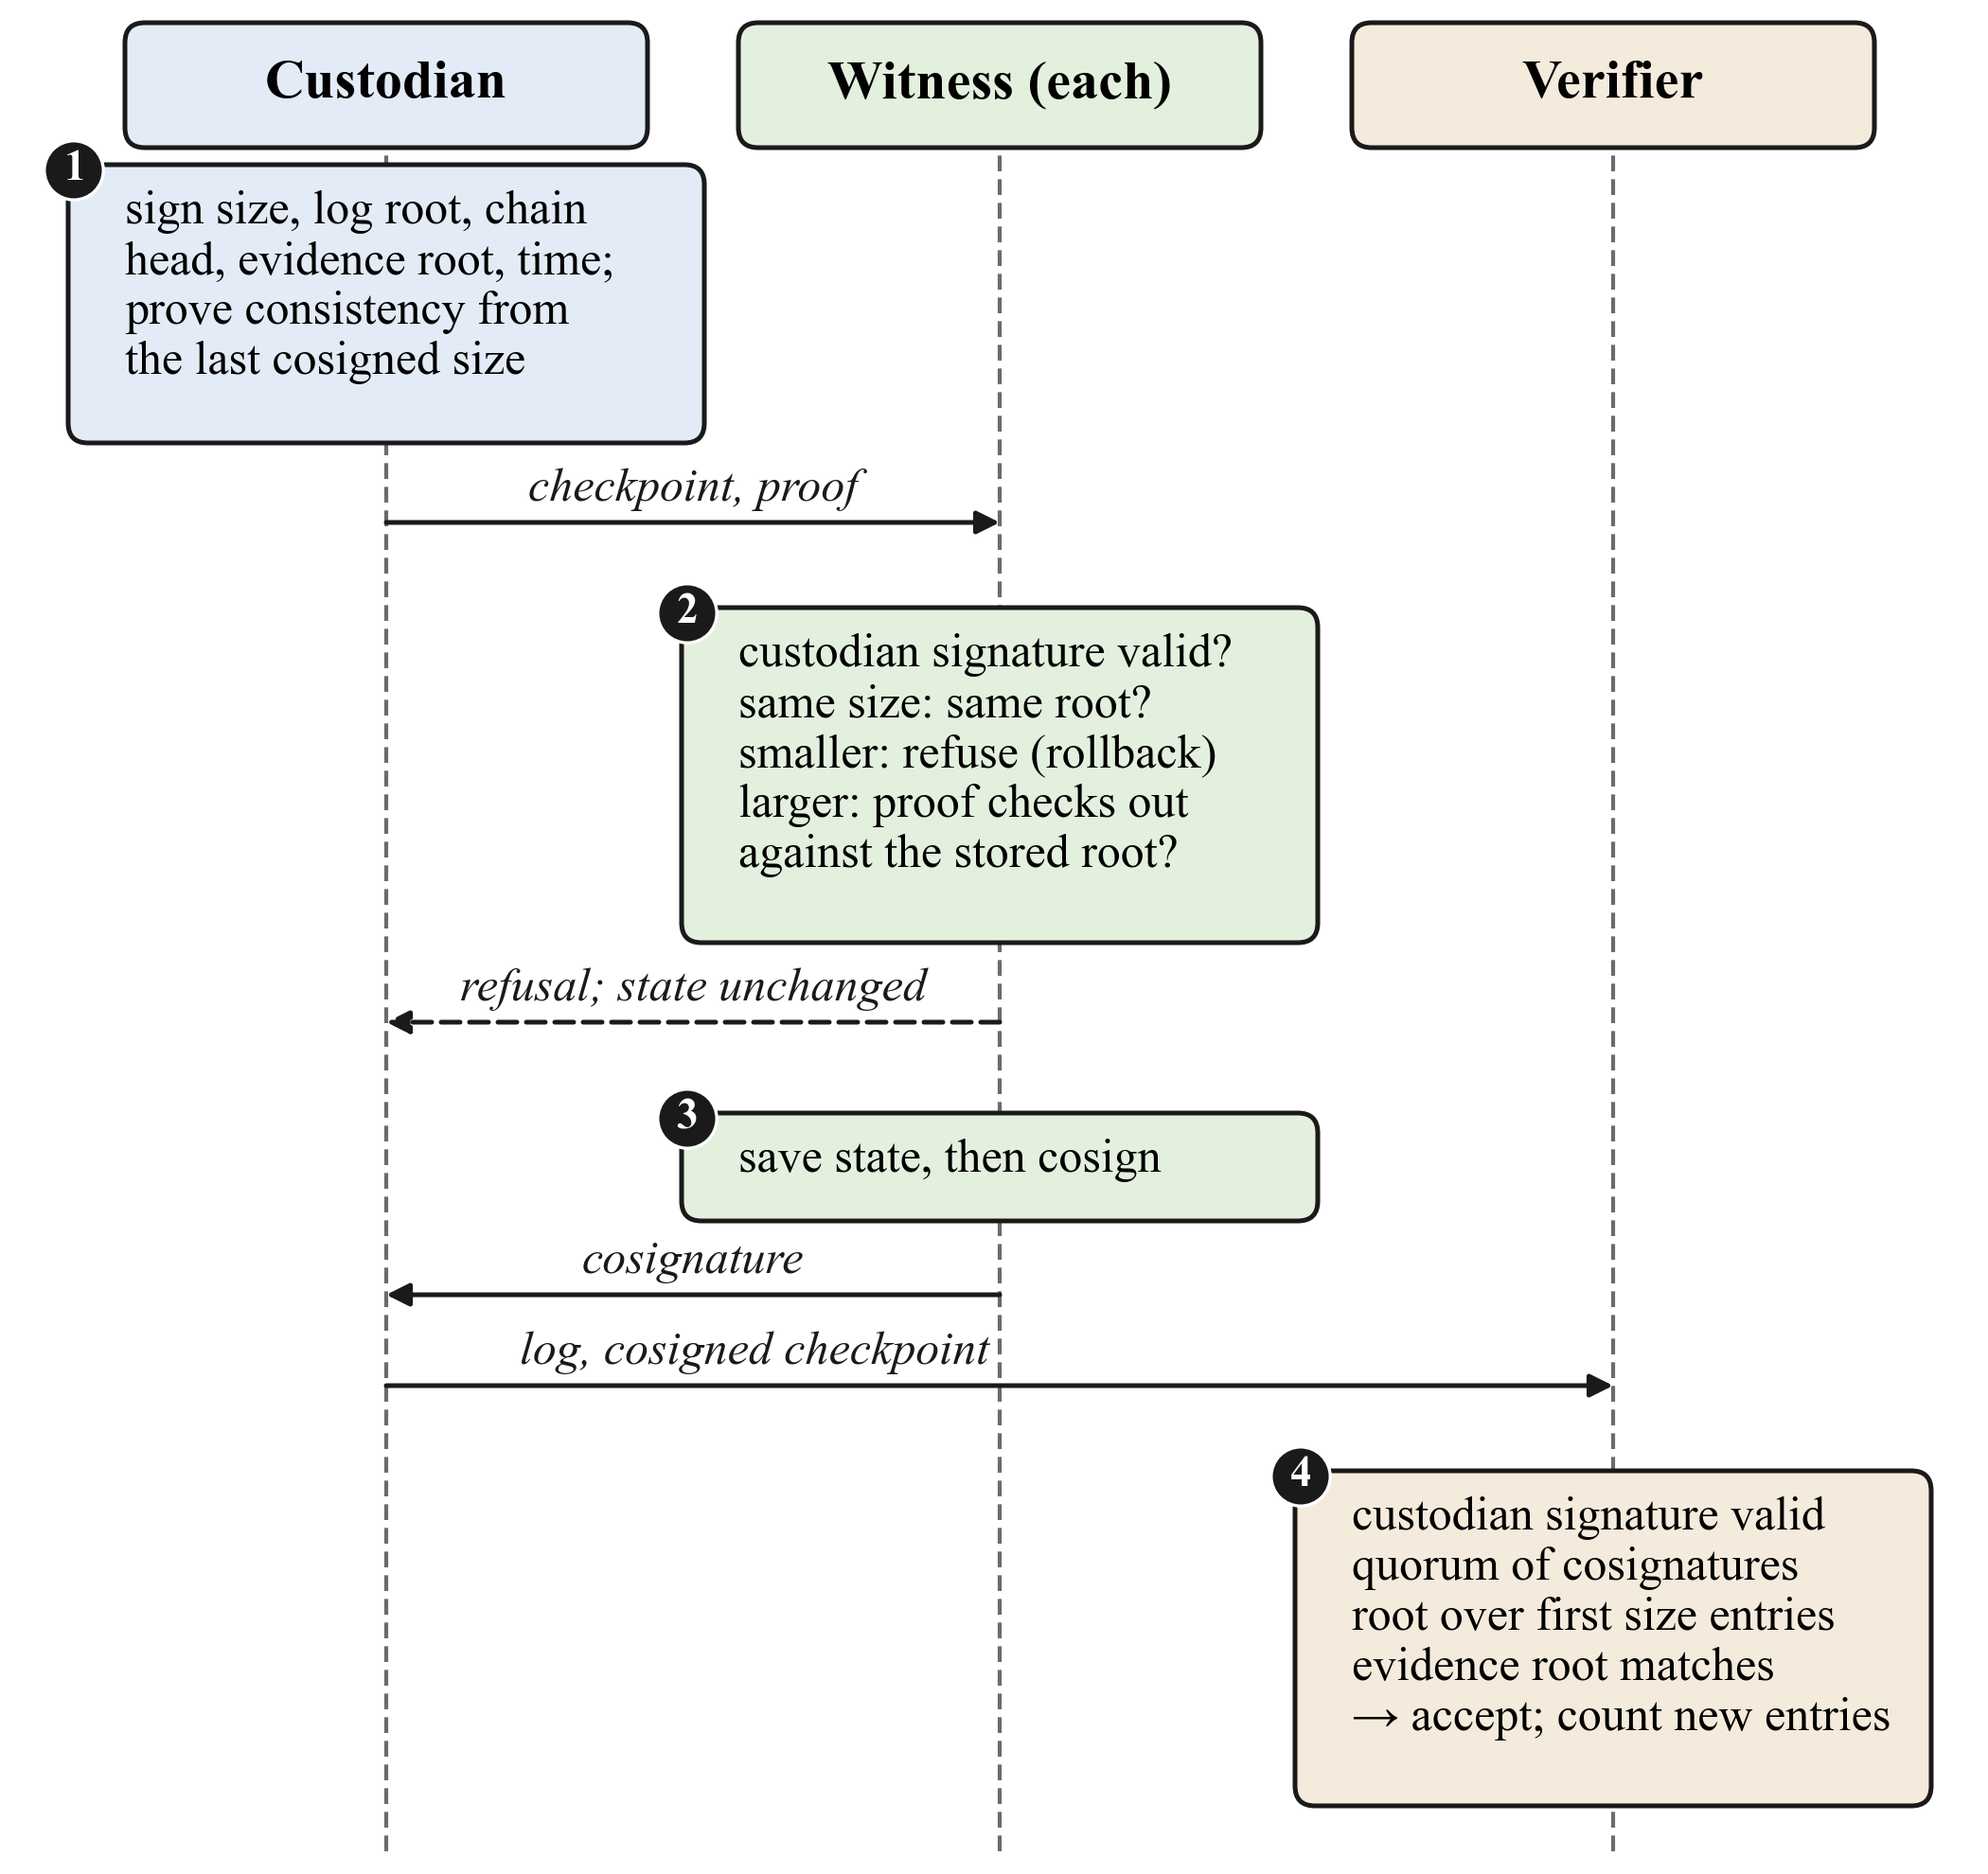 Custodian
Witness (each)
Verifier
1
sign size, log root, chain
head, evidence root, time;
prove consistency from
the last cosigned size
checkpoint, proof
2
custodian signature valid?
same size: same root?
smaller: refuse (rollback)
larger: proof checks out
against the stored root?
refusal; state unchanged
3
save state, then cosign
cosignature
log, cosigned checkpoint
4
custodian signature valid
quorum of cosignatures
root over first size entries
evidence root matches
→ accept; count new entries